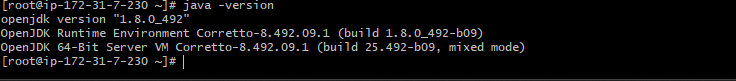 [root@ip-172-31-7-230 ~]# java -version
openjdk version "1.8.0_492"
OpenJDK Runtime Environment Corretto-8.492.09.1 (build 1.8.0_492-b09)
OpenJDK 64-Bit Server VM Corretto-8.492.09.1 (build 25.492-b09, mixed mode)
[root@ip-172-31-7-230 ~]#